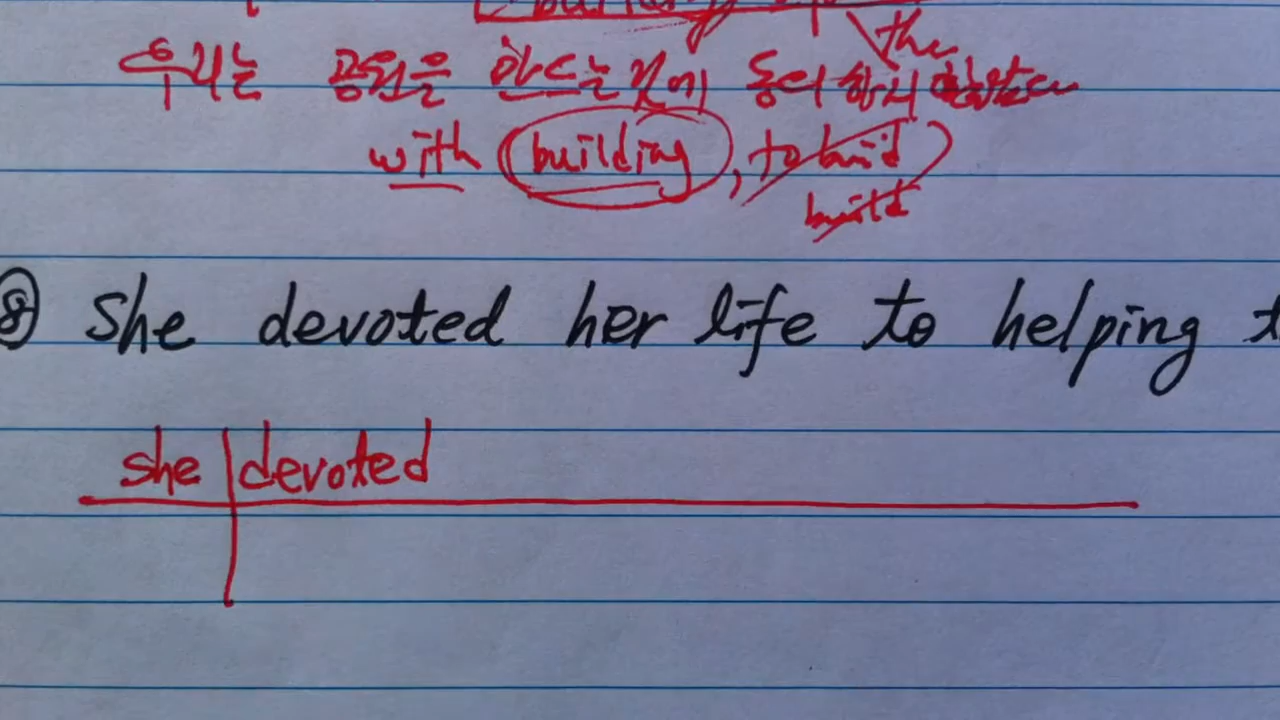 the
우리는 공원을 만드는 것에 동의하지
with building, to build
build
⑧ She devoted her life to helping t
she devoted